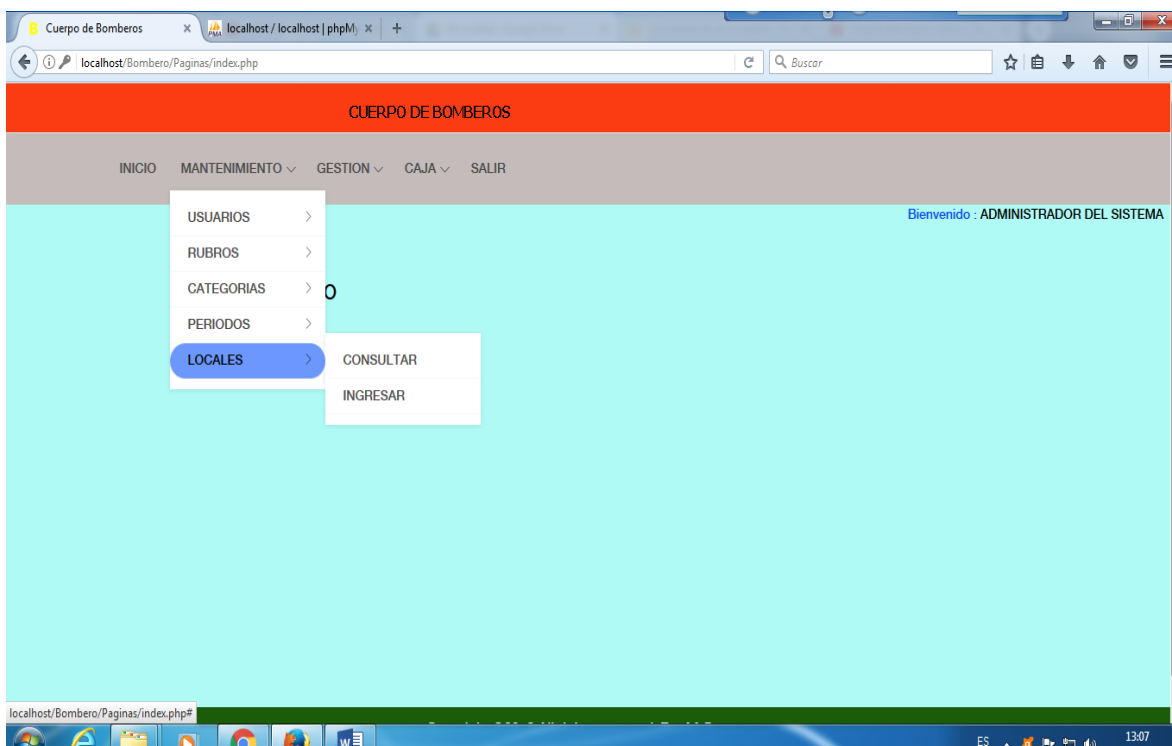 Cuerpo de Bomberos
localhost / localhost | phpMy
localhost/Bombero/Paginas/index.php
Buscar
CUERPO DE BOMBEROS
INICIO MANTENIMIENTO GESTION CAJA SALIR
Bienvenido : ADMINISTRADOR DEL SISTEMA
USUARIOS
RUBROS
CATEGORIAS
O
PERIODOS
LOCALES
CONSULTAR
INGRESAR
localhost/Bombero/Paginas/index.php#
ES
13:07